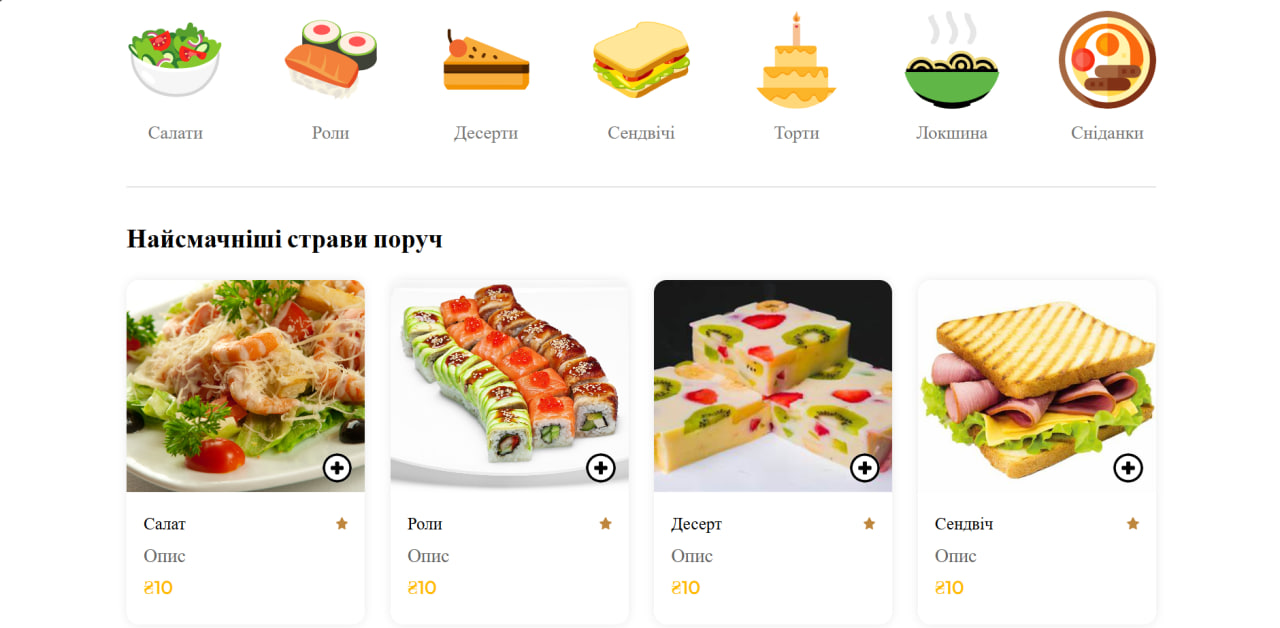 Салати
Роли
Десерти
Сендвічі
Торти
Локшина
Сніданки
Найсмачніші страви поруч
Салат
Опис
₴10
Роли
Опис
₴10
Десерт
Опис
₴10
Сендвіч
Опис
₴10